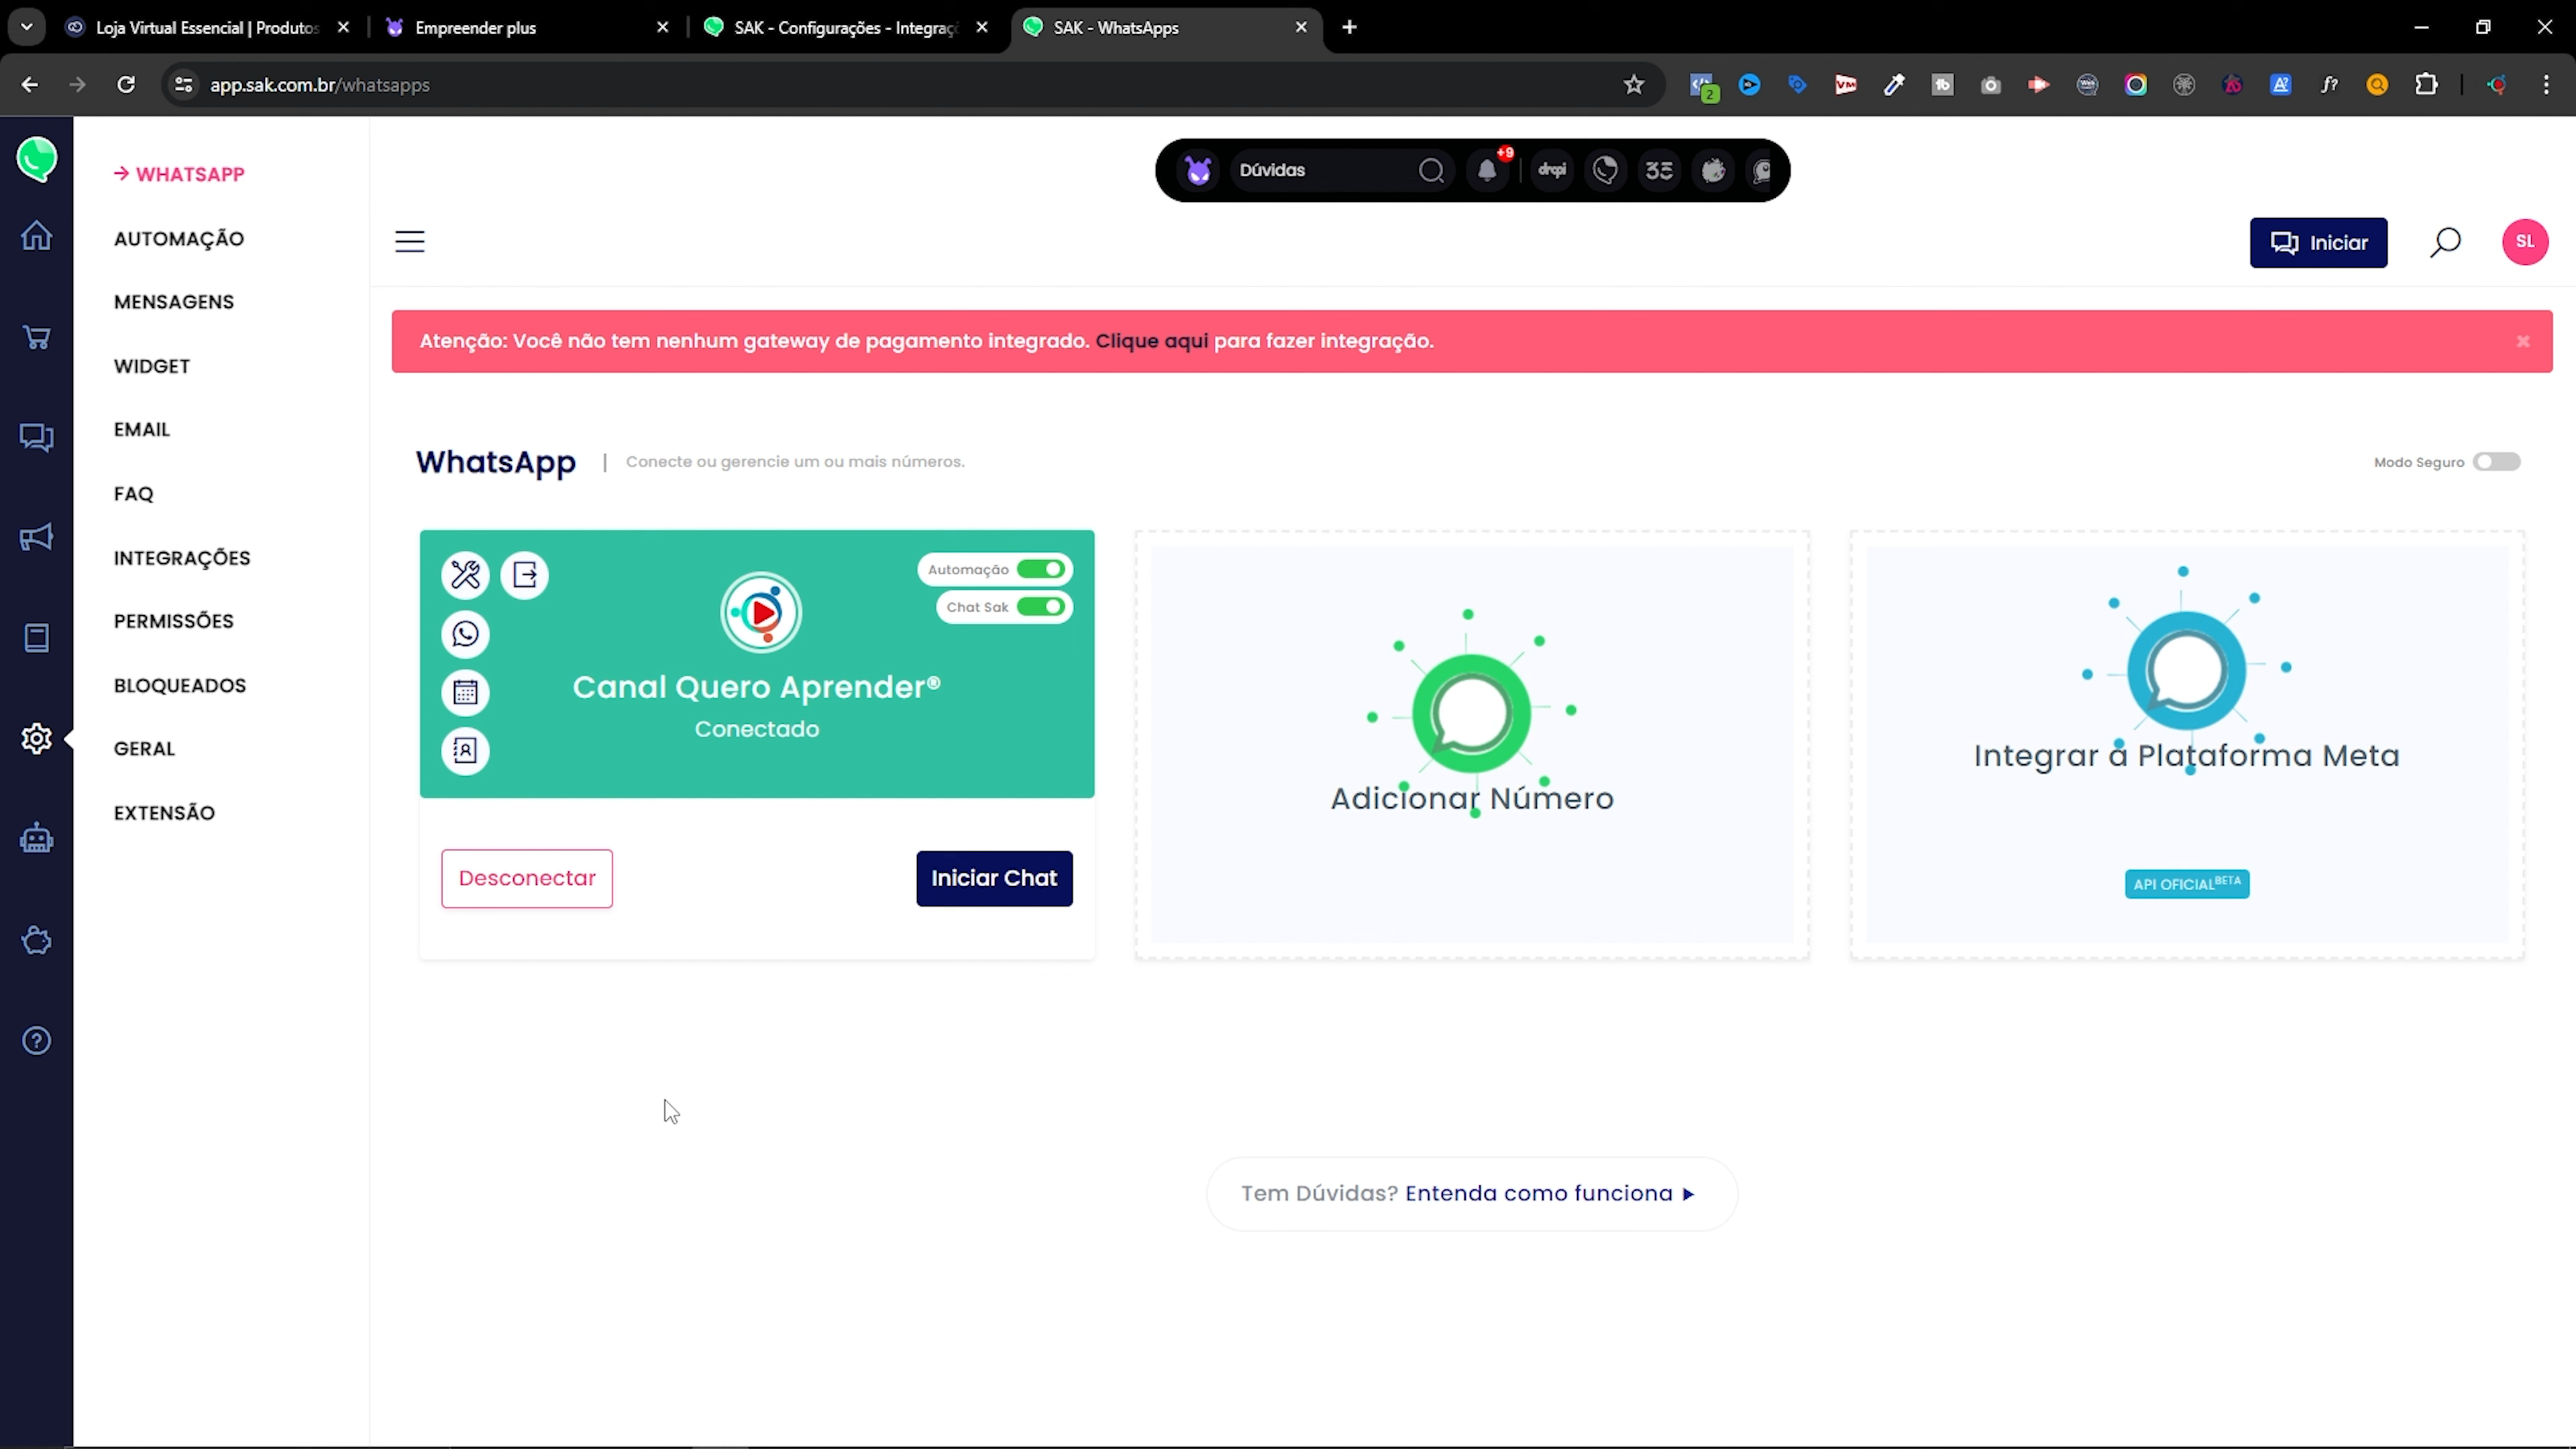 Loja Virtual Essencial | Produtos
Empreender plus
SAK - Configurações - Integraç
SAK - WhatsApps
app.sak.com.br/whatsapps
2
WHATSAPP
AUTOMAÇÃO
MENSAGENS
WIDGET
EMAIL
FAQ
INTEGRAÇÕES
PERMISSÕES
BLOQUEADOS
GERAL
EXTENSÃO
Dúvidas
+9
dropi
Iniciar
SL
Atenção: Você não tem nenhum gateway de pagamento integrado. Clique aqui para fazer integração.
WhatsApp | Conecte ou gerencie um ou mais números.
Modo Seguro
Automação
Chat Sak
Canal Quero Aprender®
Conectado
Desconectar
Iniciar Chat
Adicionar Número
Integrar a Plataforma Meta
API OFICIAL BETA
Tem Dúvidas? Entenda como funciona